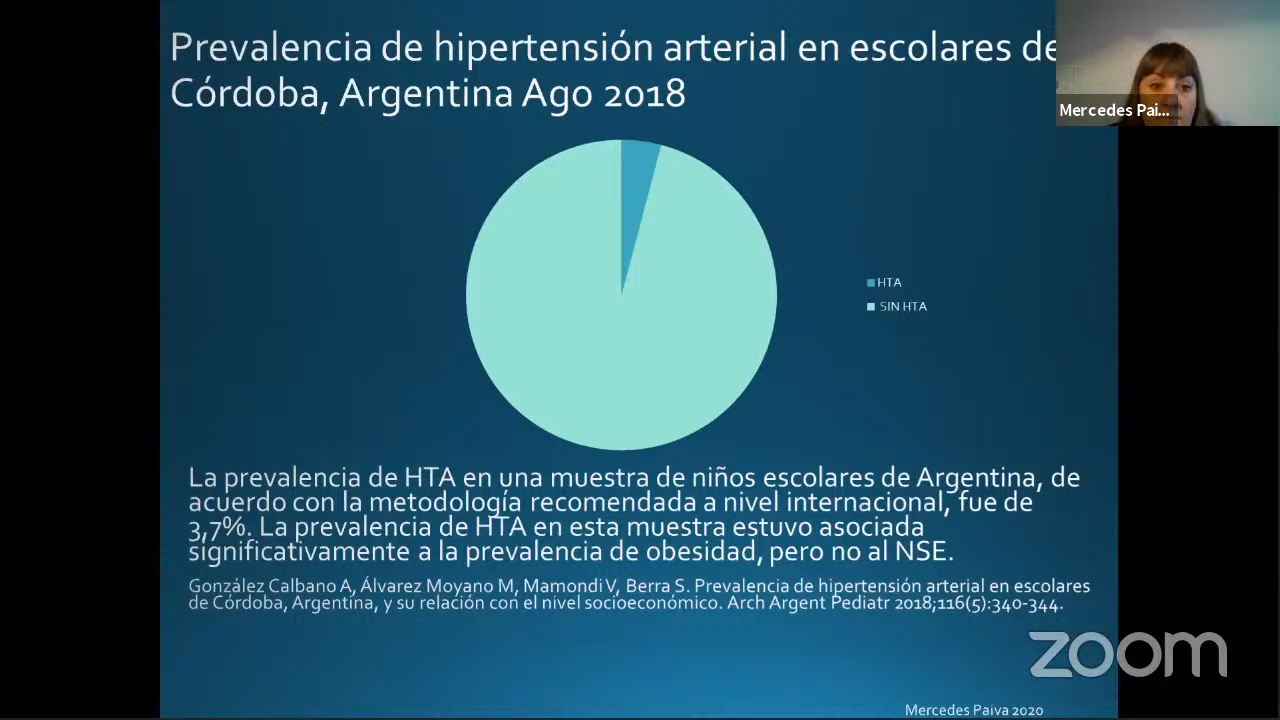 Prevalencia de hipertensión arterial en escolares de
Córdoba, Argentina Ago 2018
Mercedes Pai...
HTA
SIN HTA
La prevalencia de HTA en una muestra de niños escolares de Argentina, de
acuerdo con la metodología recomendada a nivel internacional, fue de
3,7%. La prevalencia de HTA en esta muestra estuvo asociada
significativamente a la prevalencia de obesidad, pero no al NSE.
González Calbano A, Álvarez Moyano M, Mamondi V, Berra S. Prevalencia de hipertensión arterial en escolares
de Córdoba, Argentina, y su relación con el nivel socioeconómico. Arch Argent Pediatr 2018;116(5):340-344.
zoom
Mercedes Paiva 2020